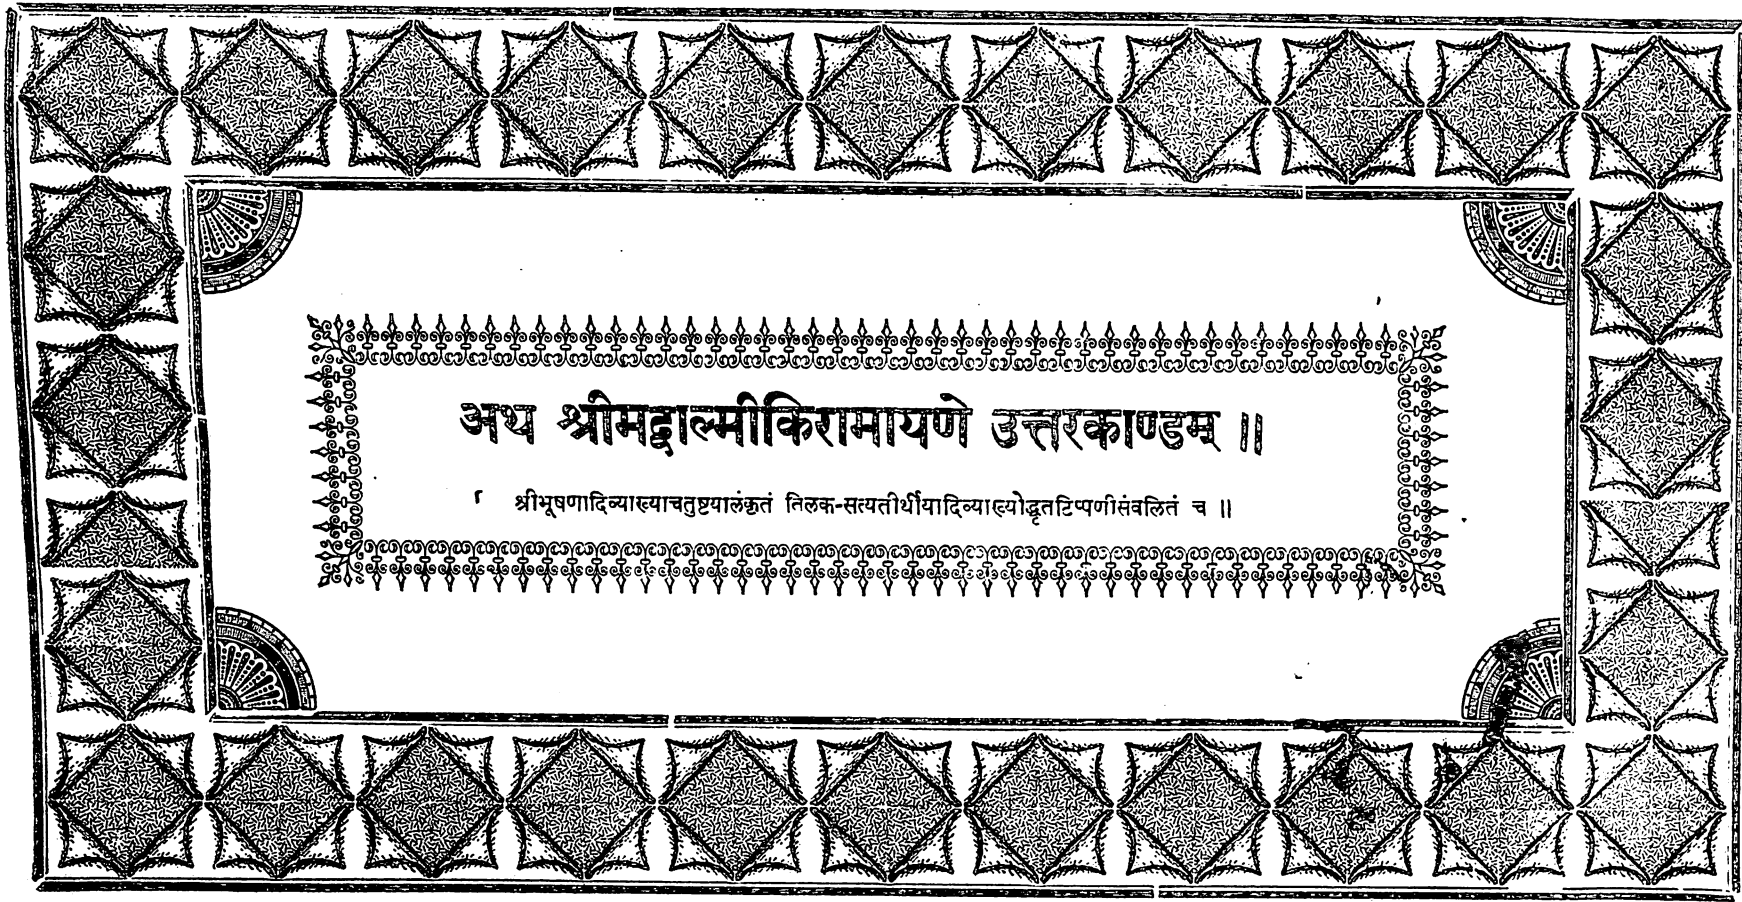 अथ श्रीमद्वाल्मीकिरामायणे उत्तरकाण्डम् ॥
श्रीभूषणादिव्याख्याचतुष्टयालंकृतं तिलक-सत्यतीर्थीयादिव्याख्योद्धृतटिप्पणीसंवलितं च ॥